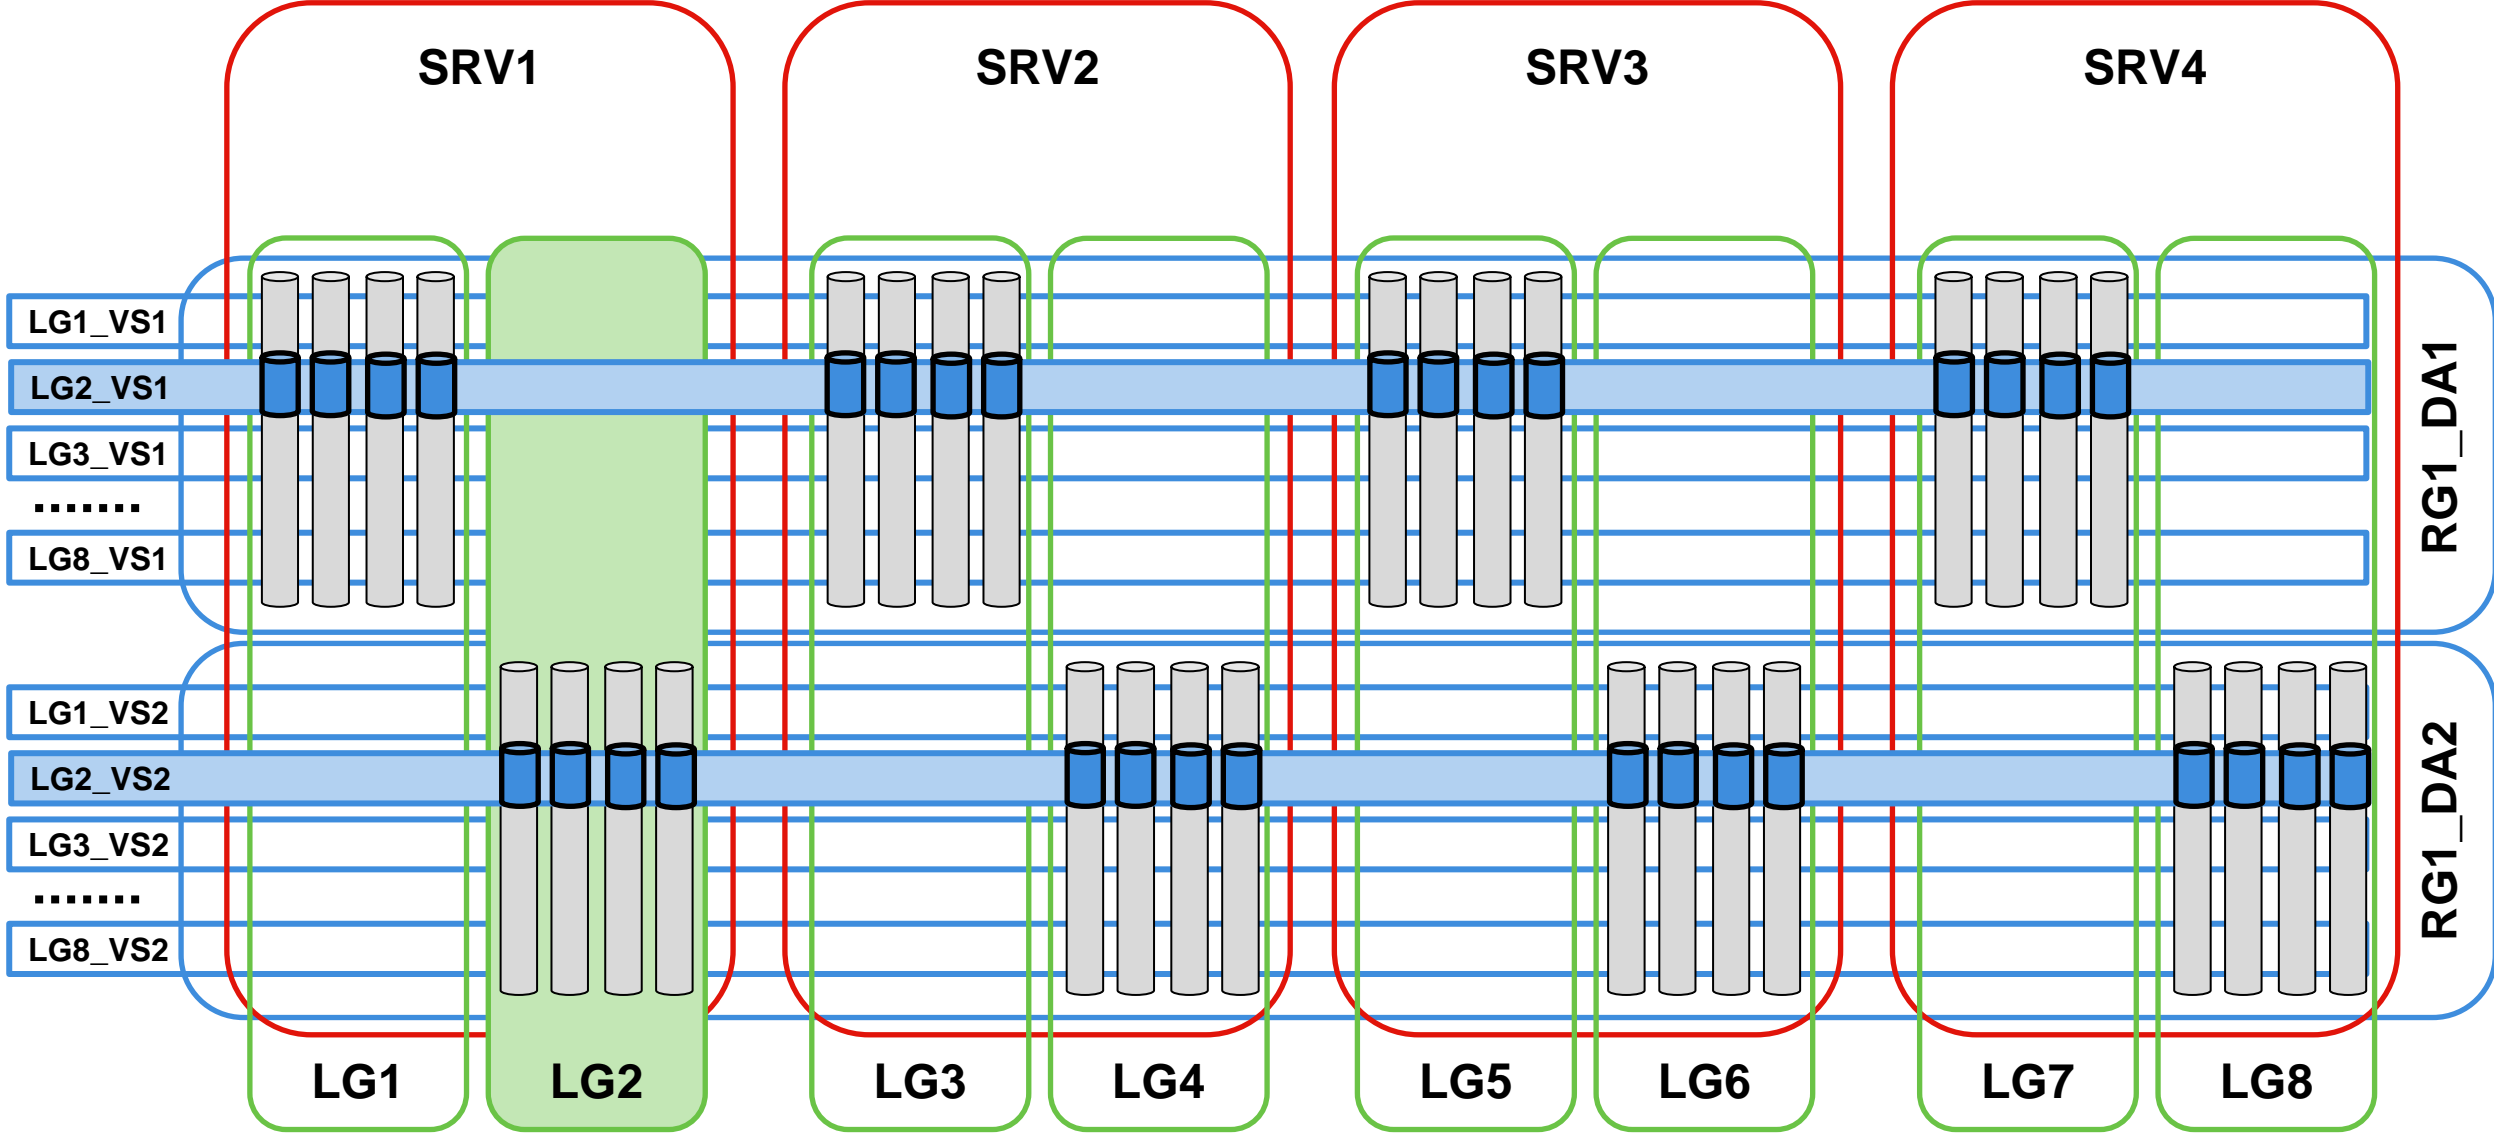 SRV1 SRV2 SRV3 SRV4
LG1_VS1
LG2_VS1
LG3_VS1
.......
LG8_VS1
RG1_DA1
LG1_VS2
LG2_VS2
LG3_VS2
.......
LG8_VS2
RG1_DA2
LG1 LG2 LG3 LG4 LG5 LG6 LG7 LG8